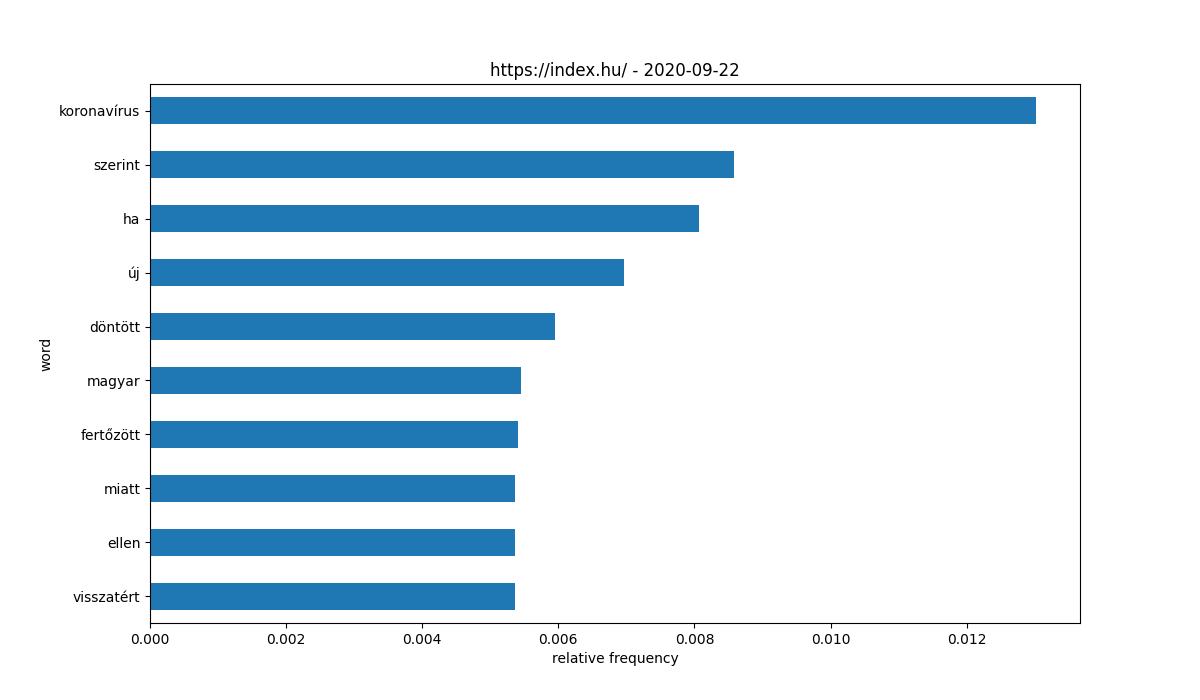 https://index.hu/ - 2020-09-22
koronavírus
szerint
ha
új
döntött
word
magyar
fertőzött
miatt
ellen
visszatért
0.000 0.002 0.004 0.006 0.008 0.010 0.012
relative frequency